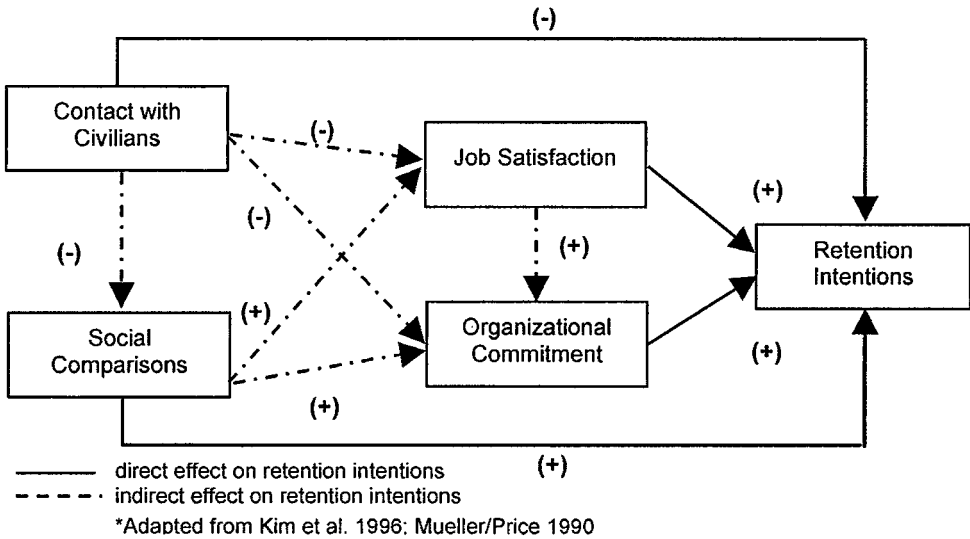 (-)
Contact with
Civilians
(-)
Job Satisfaction
(+)
(-)
(-)
(+)
Retention
Intentions
(+)
Social
Comparisons
Organizational
Commitment
(+)
(+)
(+)
direct effect on retention intentions
indirect effect on retention intentions
*Adapted from Kim et al. 1996; Mueller/Price 1990